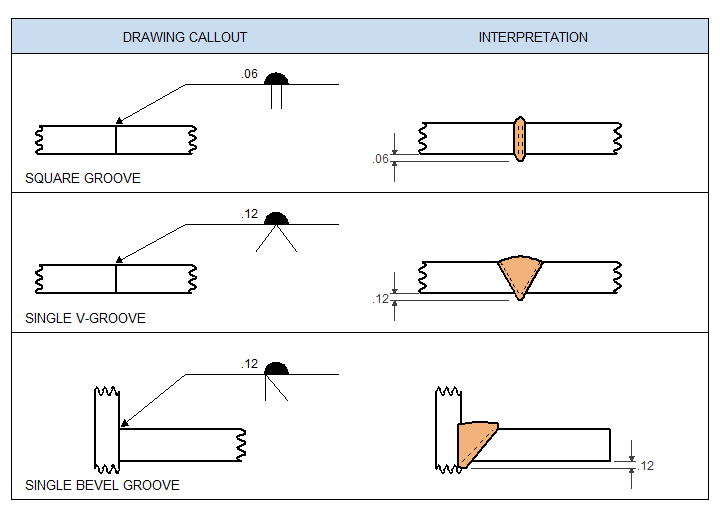 DRAWING CALLOUT
INTERPRETATION
.06
.06
SQUARE GROOVE
.12
.12
SINGLE V-GROOVE
.12
.12
SINGLE BEVEL GROOVE